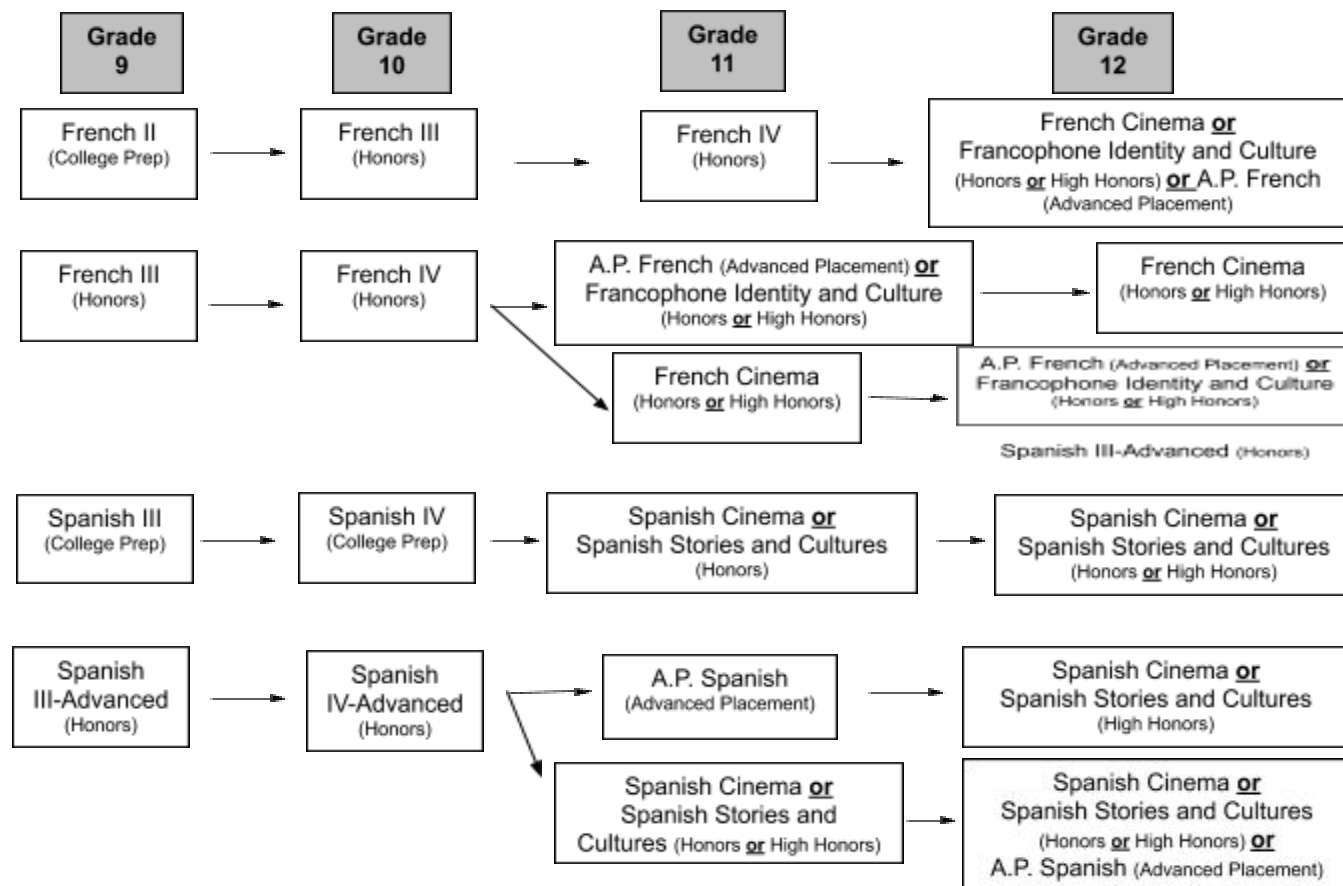 Grade
9
Grade
10
Grade
11
Grade
12
French II
(College Prep)
French III
(Honors)
French IV
(Honors)
French Cinema or
Francophone Identity and Culture
(Honors or High Honors) or A.P. French
(Advanced Placement)
French III
(Honors)
French IV
(Honors)
A.P. French (Advanced Placement) or
Francophone Identity and Culture
(Honors or High Honors)
French Cinema
(Honors or High Honors)
French Cinema
(Honors or High Honors)
A.P. French (Advanced Placement) or
Francophone Identity and Culture
(Honors or High Honors)
Spanish III-Advanced (Honors)
Spanish III
(College Prep)
Spanish IV
(College Prep)
Spanish Cinema or
Spanish Stories and Cultures
(Honors)
Spanish Cinema or
Spanish Stories and Cultures
(Honors or High Honors)
Spanish
III-Advanced
(Honors)
Spanish
IV-Advanced
(Honors)
A.P. Spanish
(Advanced Placement)
Spanish Cinema or
Spanish Stories and Cultures
(High Honors)
Spanish Cinema or
Spanish Stories and
Cultures (Honors or High Honors)
Spanish Cinema or
Spanish Stories and Cultures
(Honors or High Honors) or
A.P. Spanish (Advanced Placement)